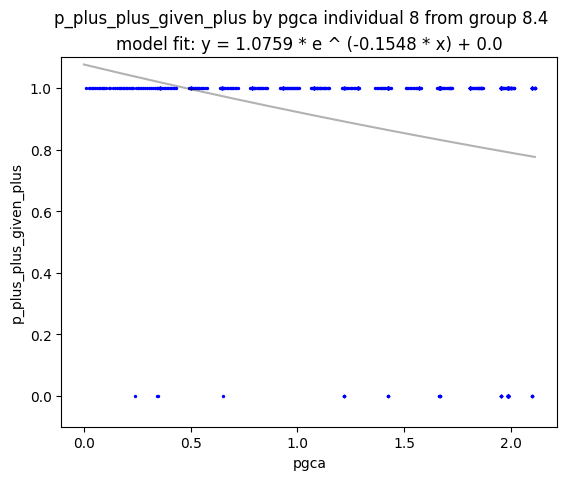 p_plus_plus_given_plus by pgca individual 8 from group 8.4
model fit: y = 1.0759 * e ^ (-0.1548 * x) + 0.0
p_plus_plus_given_plus
1.0
0.8
0.6
0.4
0.2
0.0
0.0 0.5 1.0 1.5 2.0
pgca